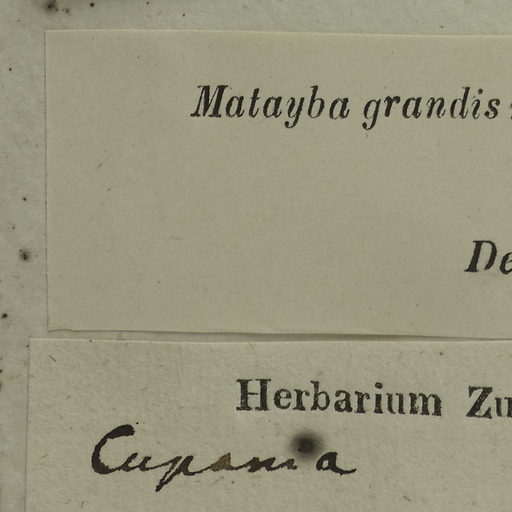 Matayba grandis
De
Herbarium Zu
Cupania